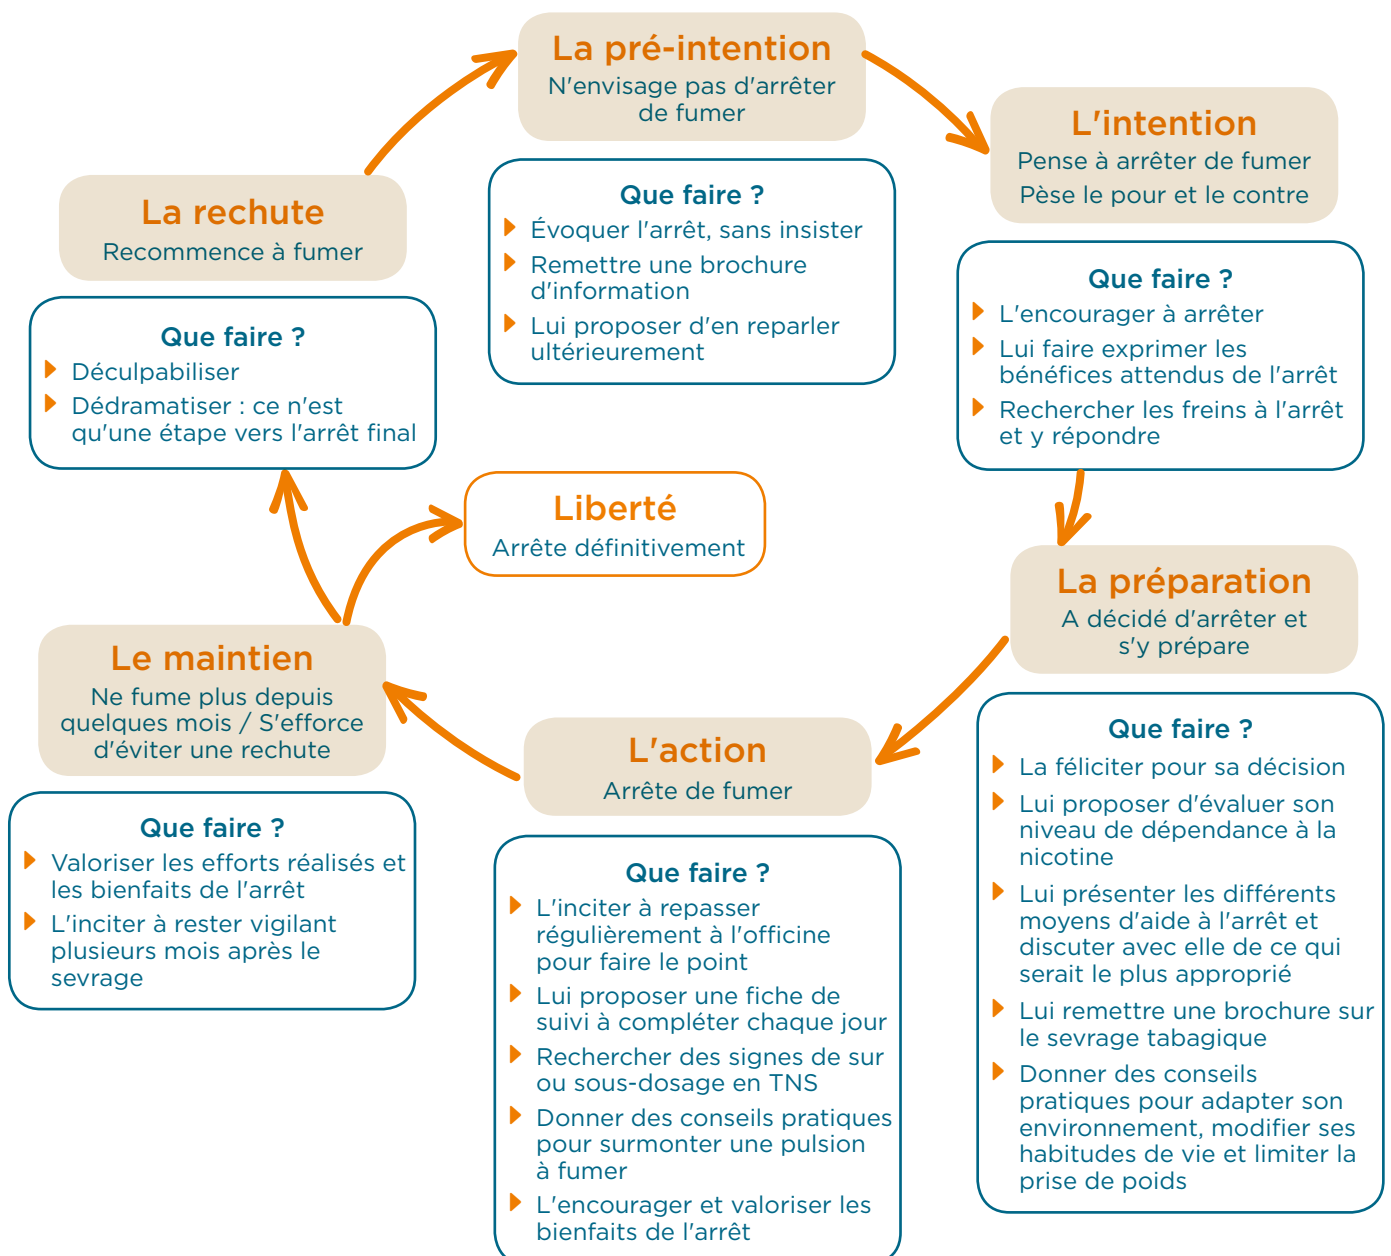 La pré-intention
N'envisage pas d'arrêter
de fumer
Que faire ?
Évoquer l'arrêt, sans insister
Remettre une brochure
d'information
Lui proposer d'en reparler
ultérieurement
L'intention
Pense à arrêter de fumer
Pèse le pour et le contre
Que faire ?
L'encourager à arrêter
Lui faire exprimer les
bénéfices attendus de l'arrêt
Rechercher les freins à l'arrêt
et y répondre
La préparation
A décidé d'arrêter et
s'y prépare
Que faire ?
La féliciter pour sa décision
Lui proposer d'évaluer son
niveau de dépendance à la
nicotine
Lui présenter les différents
moyens d'aide à l'arrêt et
discuter avec elle de ce qui
serait le plus approprié
Lui remettre une brochure sur
le sevrage tabagique
Donner des conseils
pratiques pour adapter son
environnement, modifier ses
habitudes de vie et limiter la
prise de poids
L'action
Arrête de fumer
Que faire ?
L'inciter à repasser
régulièrement à l'officine
pour faire le point
Lui proposer une fiche de
suivi à compléter chaque jour
Rechercher des signes de sur
ou sous-dosage en TNS
Donner des conseils pratiques
pour surmonter une pulsion
à fumer
L'encourager et valoriser les
bienfaits de l'arrêt
Le maintien
Ne fume plus depuis
quelques mois / S'efforce
d'éviter une rechute
Que faire ?
Valoriser les efforts réalisés et
les bienfaits de l'arrêt
L'inciter à rester vigilant
plusieurs mois après le
sevrage
Liberté
Arrête définitivement
La rechute
Recommence à fumer
Que faire ?
Déculpabiliser
Dédramatiser : ce n'est
qu'une étape vers l'arrêt final